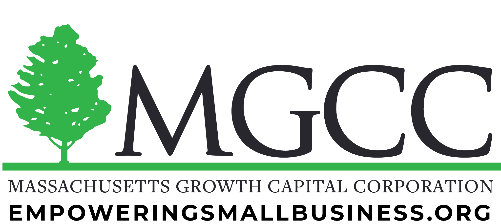 MGCC
MASSACHUSETTS GROWTH CAPITAL CORPORATION
EMPOWERINGSMALLBUSINESS.ORG